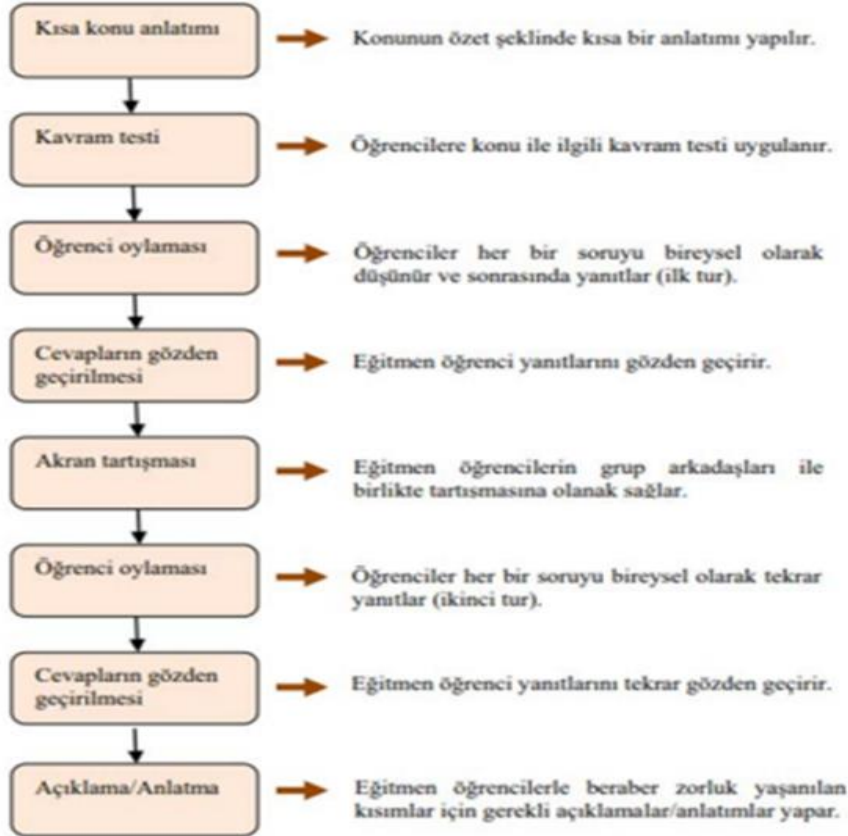 Kısa konu anlatımı
Konunun özet şeklinde kısa bir anlatımı yapılır.
Kavram testi
Öğrencilere konu ile ilgili kavram testi uygulanır.
Öğrenci oylaması
Öğrenciler her bir soruyu bireysel olarak
düşünür ve sonrasında yanıtlar (ilk tur).
Cevapların gözden
geçirilmesi
Eğitmen öğrenci yanıtlarını gözden geçirir.
Akran tartışması
Eğitmen öğrencilerin grup arkadaşları ile
birlikte tartışmasına olanak sağlar.
Öğrenci oylaması
Öğrenciler her bir soruyu bireysel olarak tekrar
yanıtlar (ikinci tur).
Cevapların gözden
geçirilmesi
Eğitmen öğrenci yanıtlarını tekrar gözden geçirir.
Açıklama/Anlatma
Eğitmen öğrencilerle beraber zorluk yaşanılan
kısımlar için gerekli açıklamalar/anlatımlar yapar.